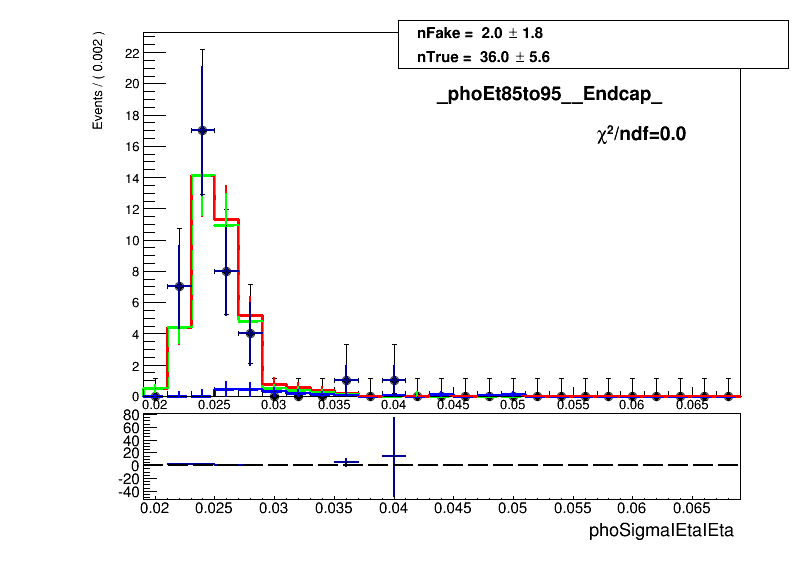 nFake = 2.0 ± 1.8
nTrue = 36.0 ± 5.6
_phoEt85to95__Endcap_
χ²/ndf=0.0
Events / ( 0.002 )
22
20
18
16
14
12
10
8
6
4
2
0
0.02 0.025 0.03 0.035 0.04 0.045 0.05 0.055 0.06 0.065
80
60
40
20
0
-20
-40
0.02 0.025 0.03 0.035 0.04 0.045 0.05 0.055 0.06 0.065
phoSigmaIEtaIEta